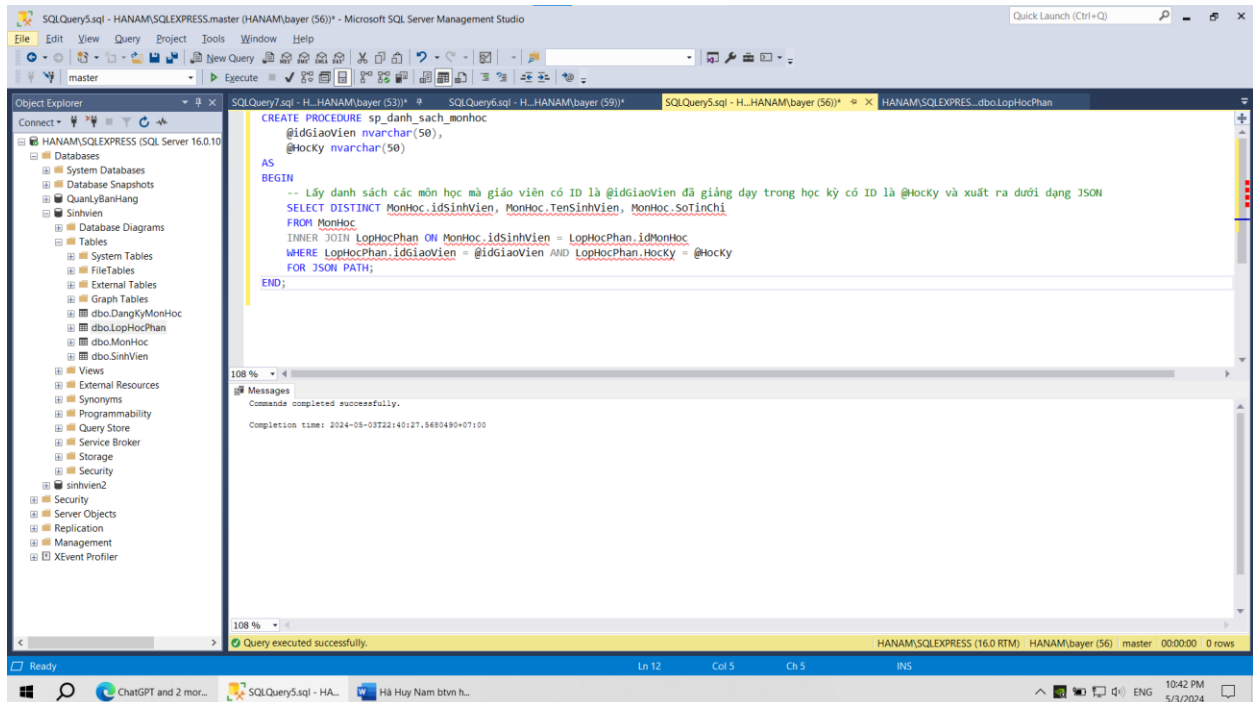 SQLQuery5.sql - HANAM\SQLEXPRESS.master (HANAM\bayer (56))* - Microsoft SQL Server Management Studio
Quick Launch (Ctrl+Q)
File Edit View Query Project Tools Window Help
New Query
master
Execute
Object Explorer
SQLQuery7.sql - H...HANAM\bayer (53))*
SQLQuery6.sql - H...HANAM\bayer (59))*
SQLQuery5.sql - H...HANAM\bayer (56))*
HANAM\SQLEXPRES...dbo.LopHocPhan
Connect
HANAM\SQLEXPRESS (SQL Server 16.0.10
Databases
System Databases
Database Snapshots
QuanLyBanHang
Sinhvien
Database Diagrams
Tables
System Tables
FileTables
External Tables
Graph Tables
dbo.DangKyMonHoc
dbo.LopHocPhan
dbo.MonHoc
dbo.SinhVien
Views
External Resources
Synonyms
Programmability
Query Store
Service Broker
Storage
Security
sinhvien2
Security
Server Objects
Replication
Management
XEvent Profiler
CREATE PROCEDURE sp_danh_sach_monhoc
@idGiaoVien nvarchar(50),
@HocKy nvarchar(50)
AS
BEGIN
-- Lấy danh sách các môn học mà giáo viên có ID là @idGiaoVien đã giảng dạy trong học kỳ có ID là @HocKy và xuất ra dưới dạng JSON
SELECT DISTINCT MonHoc.idSinhVien, MonHoc.TenSinhVien, MonHoc.SoTinChi
FROM MonHoc
INNER JOIN LopHocPhan ON MonHoc.idSinhVien = LopHocPhan.idMonHoc
WHERE LopHocPhan.idGiaoVien = @idGiaoVien AND LopHocPhan.HocKy = @HocKy
FOR JSON PATH;
END;
108 %
Messages
Commands completed successfully.
Completion time: 2024-05-03T22:40:27.5680490+07:00
108 %
Query executed successfully.
HANAM\SQLEXPRESS (16.0 RTM) HANAM\bayer (56) master 00:00:00 0 rows
Ready
Ln 12 Col 5 Ch 5 INS
ChatGPT and 2 mor...
SQLQuery5.sql - HA...
Hà Huy Nam btvn h...
ENG
10:42 PM
5/3/2024